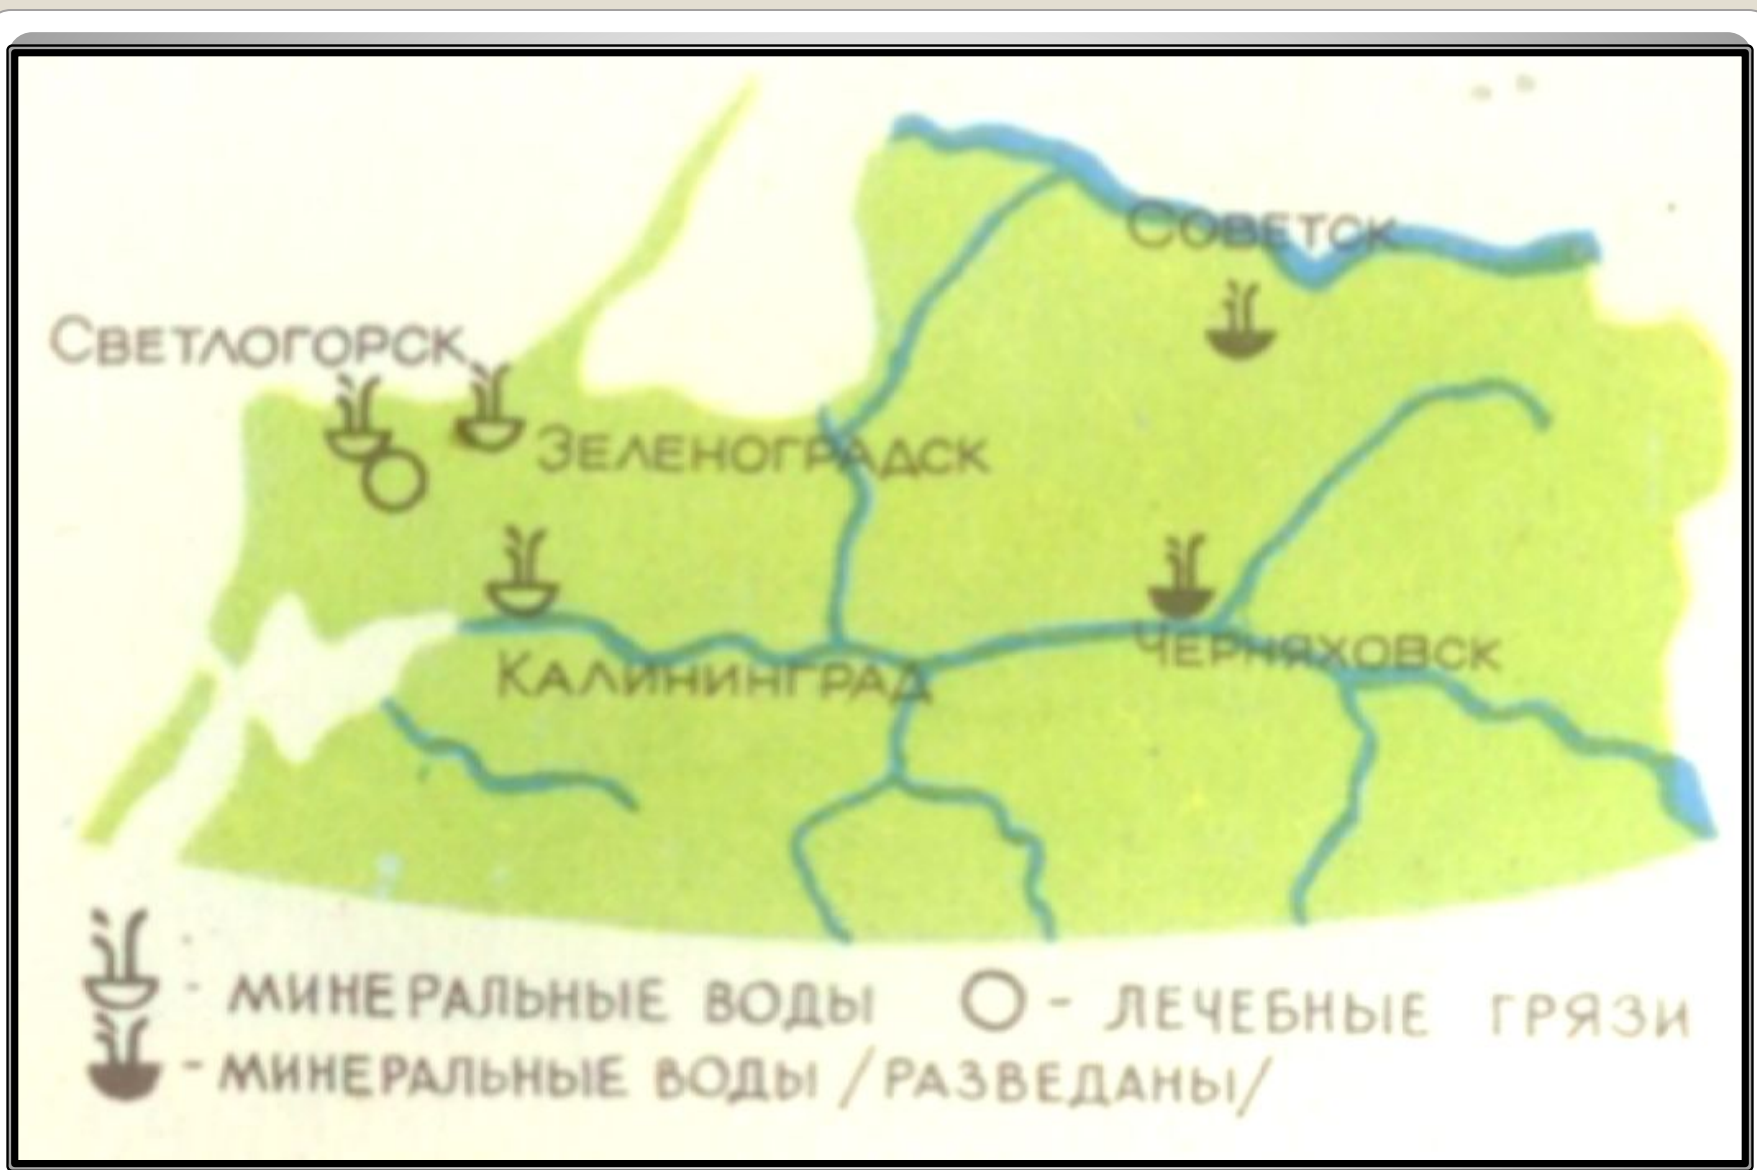 Советск
Светлогорск
Зеленоградск
Черняховск
Калининград
- МИНЕРАЛЬНЫЕ ВОДЫ
- ЛЕЧЕБНЫЕ ГРЯЗИ
- МИНЕРАЛЬНЫЕ ВОДЫ /РАЗВЕДАНЫ/